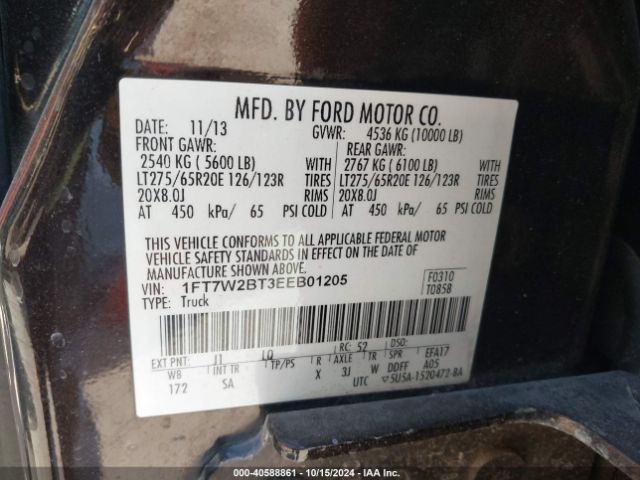 MFD. BY FORD MOTOR CO.
DATE: 11/13 GVWR: 4536 KG (10000 LB)
FRONT GAWR: REAR GAWR:
2540 KG ( 5600 LB) WITH 2767 KG ( 6100 LB) WITH
LT275/65R20E 126/123R TIRES LT275/65R20E 126/123R TIRES
20X8.0J RIMS 20X8.0J RIMS
AT 450 kPa/ 65 PSI COLD AT 450 kPa/ 65 PSI COLD
THIS VEHICLE CONFORMS TO ALL APPLICABLE FEDERAL MOTOR
VEHICLE SAFETY STANDARDS IN EFFECT ON THE DATE OF
MANUFACTURE SHOWN ABOVE.
VIN: 1FT7W2BT3EEB01205 F0310
TYPE: Truck T0858
EXT PNT: J1 LQ RC: 52 DSO:
WB INT TR TP/PS R AXLE TR SPR EFA17
172 SA X 3J W DDFF A05
UTC 5U5A-1520472-BA
000-40588861 - 10/15/2024 - IAA Inc.